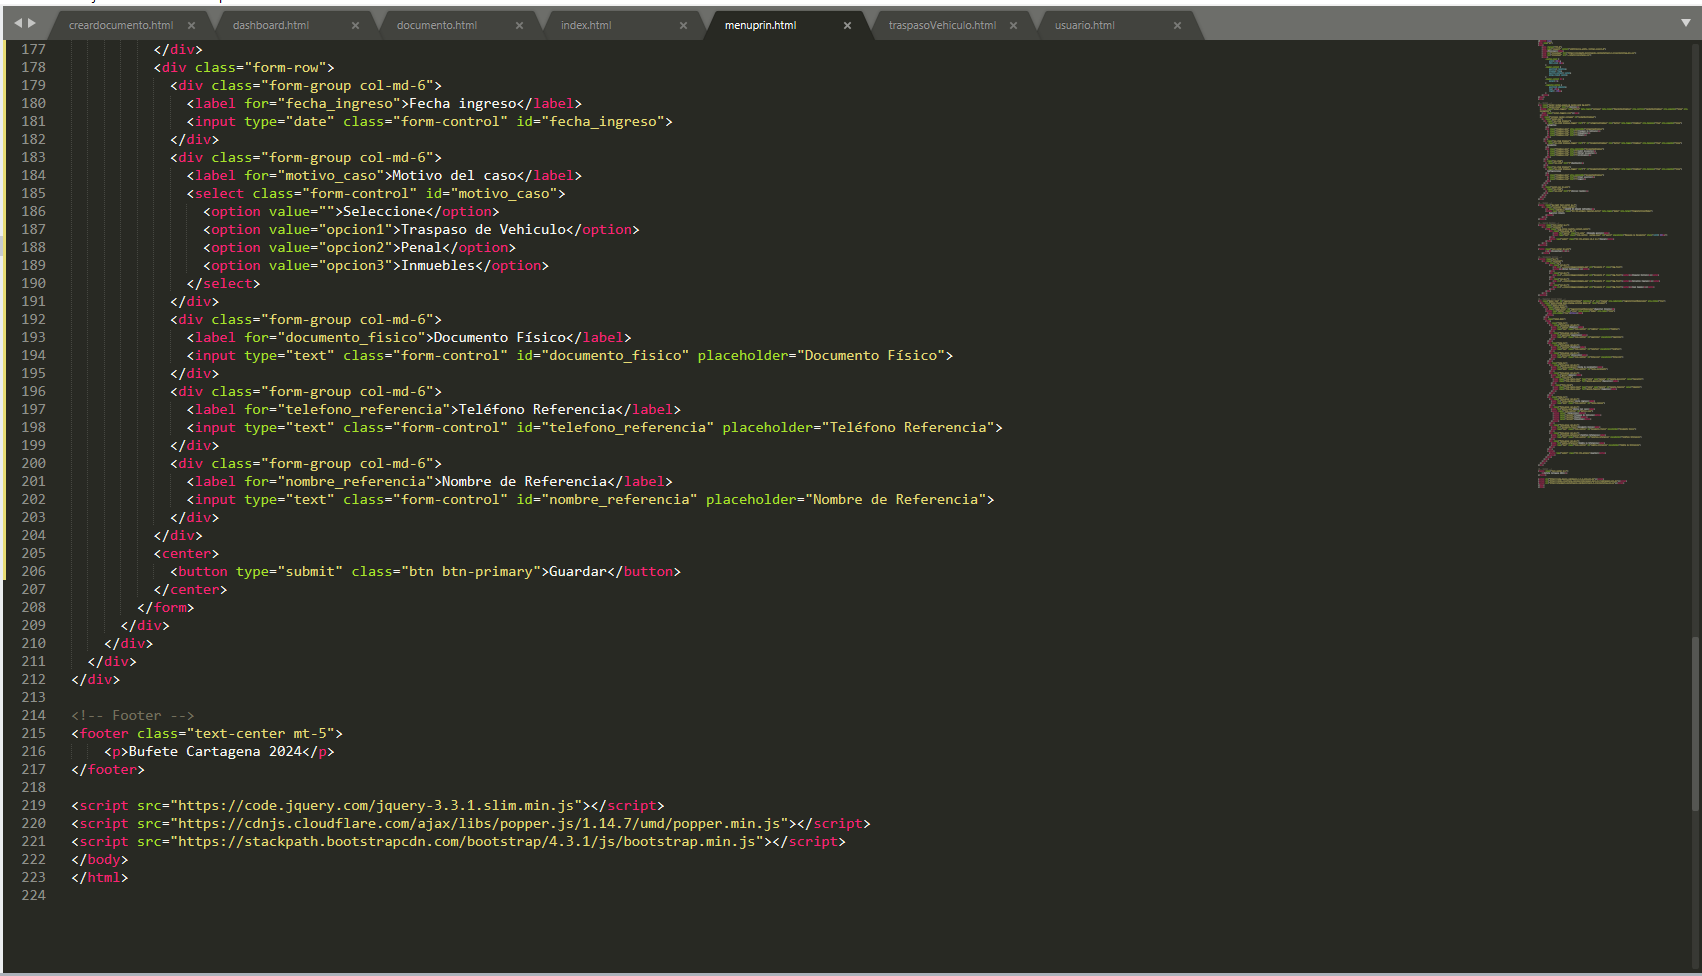 creardocumento.html × dashboard.html × documento.html × index.html × menuprin.html × traspasoVehiculo.html × usuario.html ×
177 </div>
178 <div class="form-row">
179 <div class="form-group col-md-6">
180 <label for="fecha_ingreso">Fecha ingreso</label>
181 <input type="date" class="form-control" id="fecha_ingreso">
182 </div>
183 <div class="form-group col-md-6">
184 <label for="motivo_caso">Motivo del caso</label>
185 <select class="form-control" id="motivo_caso">
186 <option value="">Seleccione</option>
187 <option value="opcion1">Traspaso de Vehiculo</option>
188 <option value="opcion2">Penal</option>
189 <option value="opcion3">Inmuebles</option>
190 </select>
191 </div>
192 <div class="form-group col-md-6">
193 <label for="documento_fisico">Documento Físico</label>
194 <input type="text" class="form-control" id="documento_fisico" placeholder="Documento Físico">
195 </div>
196 <div class="form-group col-md-6">
197 <label for="telefono_referencia">Teléfono Referencia</label>
198 <input type="text" class="form-control" id="telefono_referencia" placeholder="Teléfono Referencia">
199 </div>
200 <div class="form-group col-md-6">
201 <label for="nombre_referencia">Nombre de Referencia</label>
202 <input type="text" class="form-control" id="nombre_referencia" placeholder="Nombre de Referencia">
203 </div>
204 </div>
205 <center>
206 <button type="submit" class="btn btn-primary">Guardar</button>
207 </center>
208 </form>
209 </div>
210 </div>
211 </div>
212 </div>
213
214 <!-- Footer -->
215 <footer class="text-center mt-5">
216 <p>Bufete Cartagena 2024</p>
217 </footer>
218
219 <script src="https://code.jquery.com/jquery-3.3.1.slim.min.js"></script>
220 <script src="https://cdnjs.cloudflare.com/ajax/libs/popper.js/1.14.7/umd/popper.min.js"></script>
221 <script src="https://stackpath.bootstrapcdn.com/bootstrap/4.3.1/js/bootstrap.min.js"></script>
222 </body>
223 </html>
224